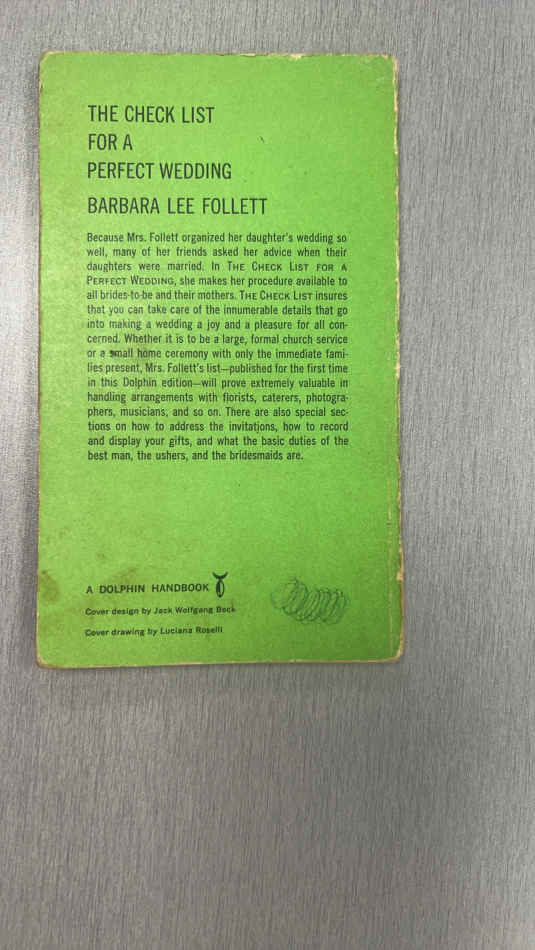 THE CHECK LIST
FOR A
PERFECT WEDDING
BARBARA LEE FOLLETT
Because Mrs. Follett organized her daughter's wedding so
well, many of her friends asked her advice when their
daughters were married. In THE CHECK LIST FOR A
PERFECT WEDDING, she makes her procedure available to
all brides-to-be and their mothers. THE CHECK LIST insures
that you can take care of the innumerable details that go
into making a wedding a joy and a pleasure for all con-
cerned. Whether it is to be a large, formal church service
or a small home ceremony with only the immediate fami-
lies present, Mrs. Follett's list—published for the first time
in this Dolphin edition—will prove extremely valuable in
handling arrangements with florists, caterers, photogra-
phers, musicians, and so on. There are also special sec-
tions on how to address the invitations, how to record
and display your gifts, and what the basic duties of the
best man, the ushers, and the bridesmaids are.
A DOLPHIN HANDBOOK
Cover design by Jack Wolfgang Beck
Cover drawing by Luciana Roselli